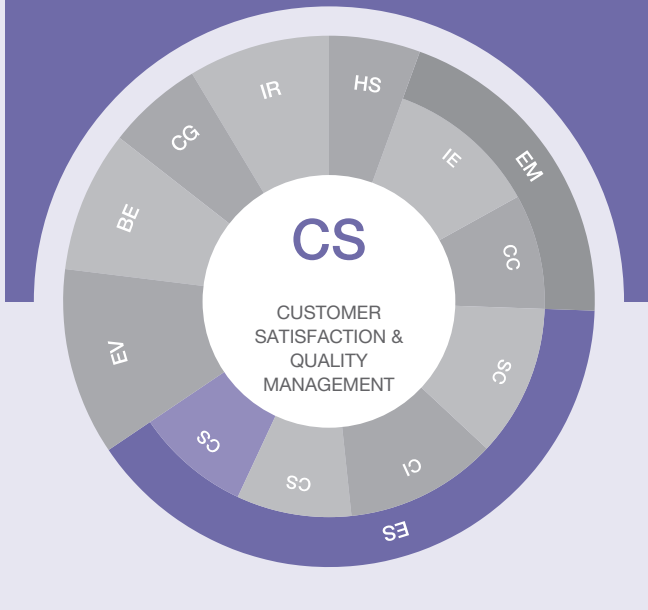 HS
EM
IE
CC
SC
ES
CI
CS
CS
EV
BE
CG
IR
CS
CUSTOMER
SATISFACTION &
QUALITY
MANAGEMENT